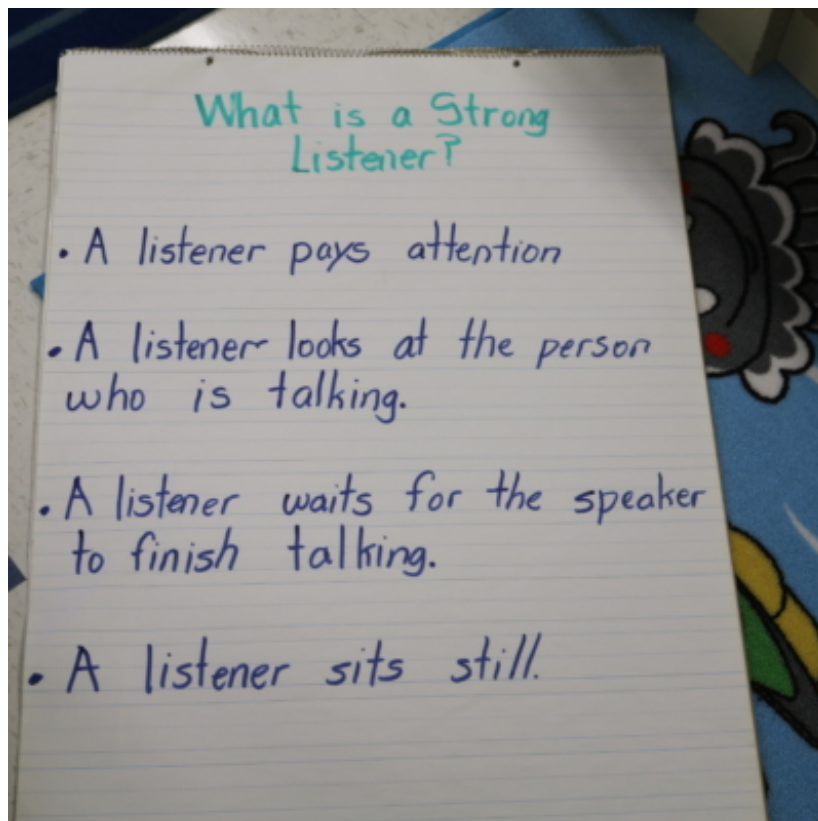 What is a Strong
Listener?
• A listener pays attention
• A listener looks at the person
who is talking.
• A listener waits for the speaker
to finish talking.
• A listener sits still.